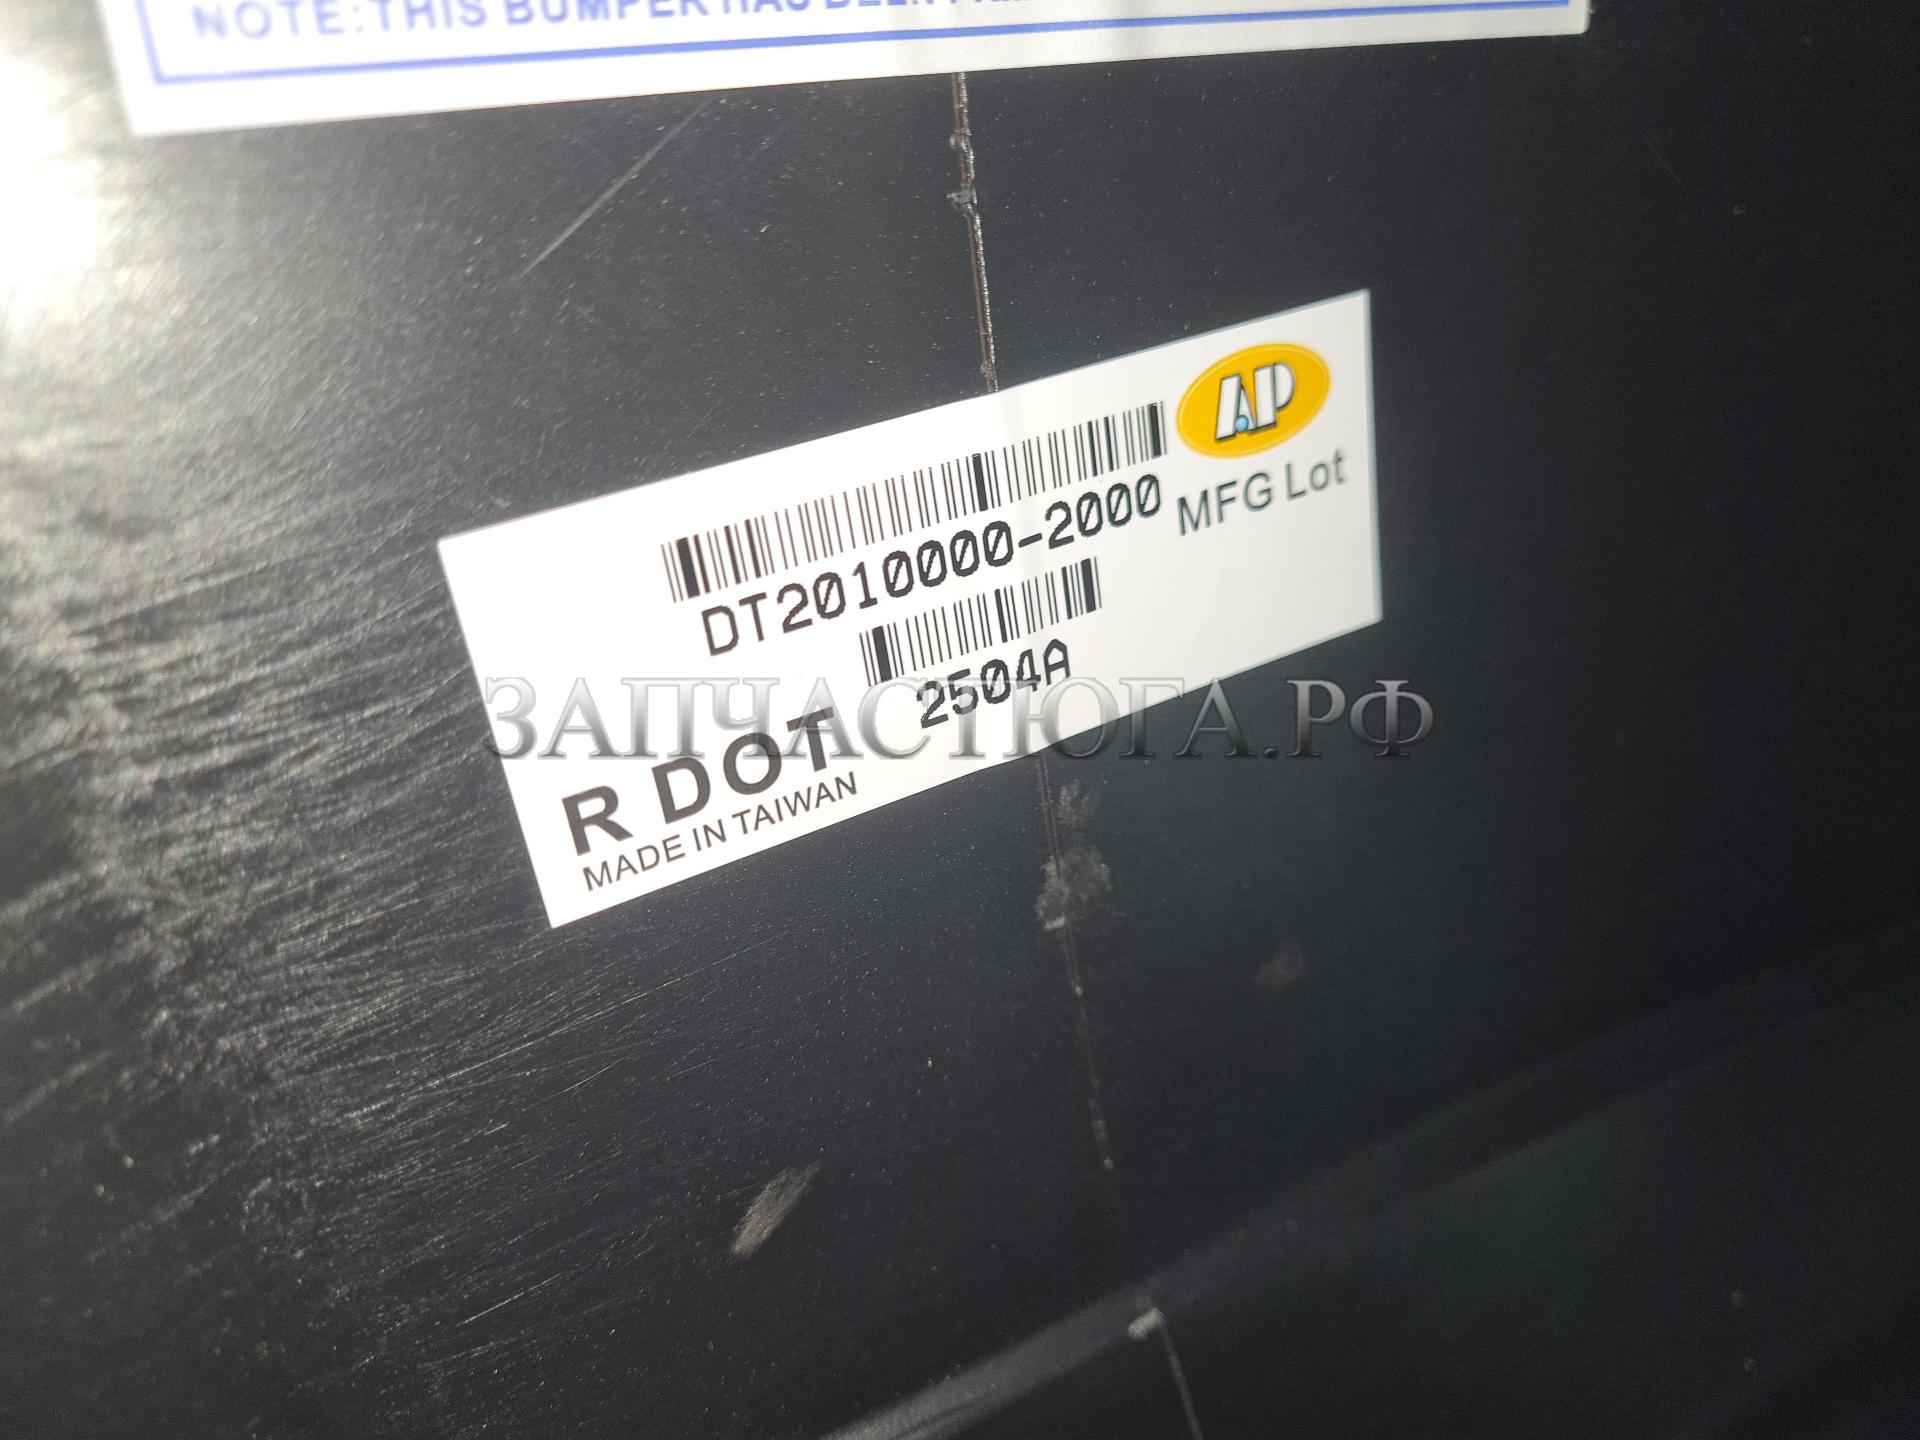 NOTE:THIS BUMPER HAS BEEN
AP
DT2010000-2000
MFG Lot
2504A
R DOT
MADE IN TAIWAN
ЗАПЧАСТЮГА.РФ